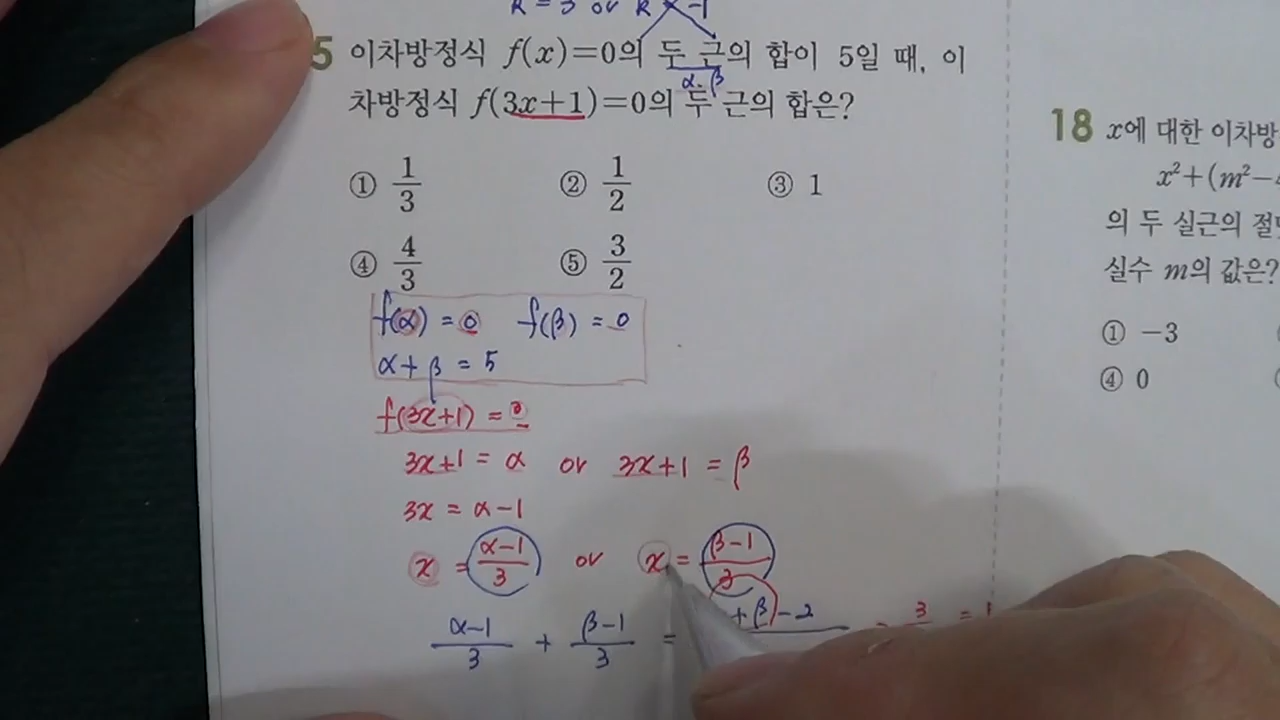 k = 3 or k = -1
5 이차방정식 f(x)=0의 두 근의 합이 5일 때, 이
α, β
차방정식 f(3x+1)=0의 두 근의 합은?
① 1/3 ② 1/2 ③ 1
④ 4/3 ⑤ 3/2
f(α) = 0 f(β) = 0
α + β = 5
f(3x+1) = 0
3x+1 = α or 3x+1 = β
3x = α-1
x = (α-1)/3 or x = (β-1)/3
(α-1)/3 + (β-1)/3 = + β - 2 = 3 = 1
18 x에 대한 이차방
x²+(m²-
의 두 실근의
실수 m의 값은?
① -3
④ 0